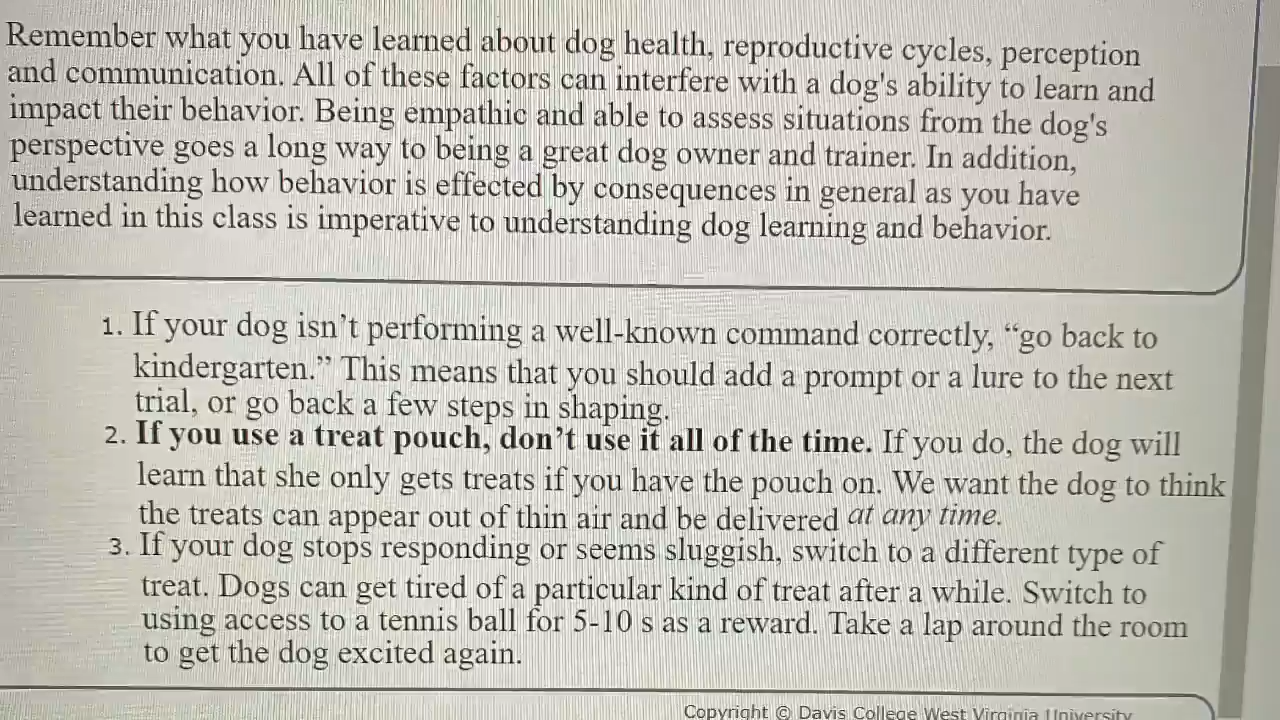 Remember what you have learned about dog health, reproductive cycles, perception
and communication. All of these factors can interfere with a dog's ability to learn and
impact their behavior. Being empathic and able to assess situations from the dog's
perspective goes a long way to being a great dog owner and trainer. In addition,
understanding how behavior is effected by consequences in general as you have
learned in this class is imperative to understanding dog learning and behavior.
1. If your dog isn’t performing a well-known command correctly, “go back to
kindergarten.” This means that you should add a prompt or a lure to the next
trial, or go back a few steps in shaping.
2. If you use a treat pouch, don’t use it all of the time. If you do, the dog will
learn that she only gets treats if you have the pouch on. We want the dog to think
the treats can appear out of thin air and be delivered at any time.
3. If your dog stops responding or seems sluggish, switch to a different type of
treat. Dogs can get tired of a particular kind of treat after a while. Switch to
using access to a tennis ball for 5-10 s as a reward. Take a lap around the room
to get the dog excited again.
Copyright © Davis College West Virginia University